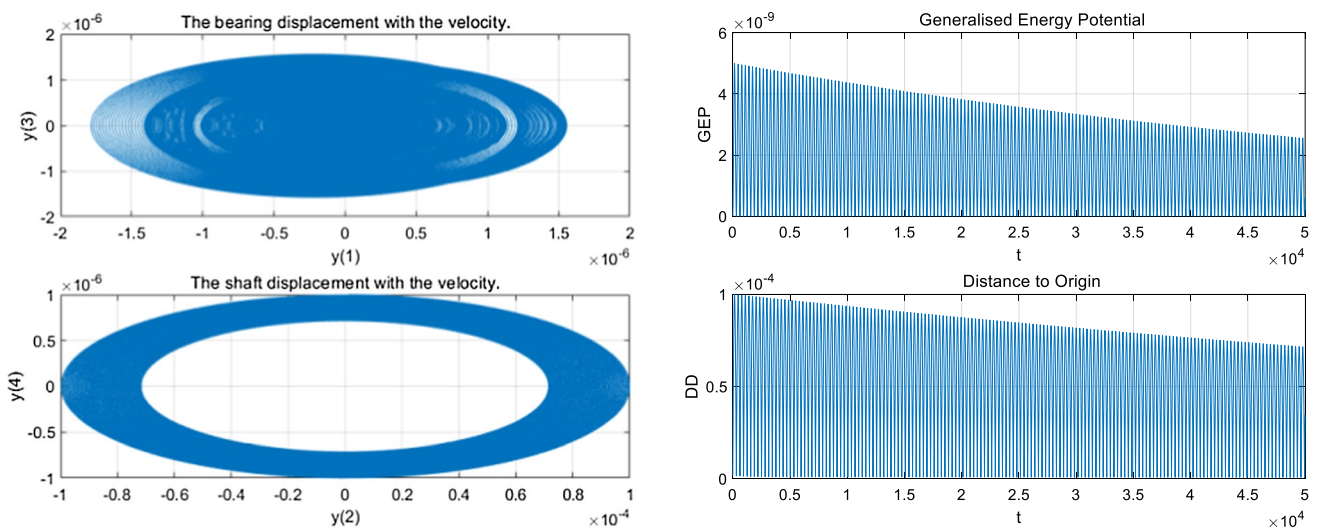 The bearing displacement with the velocity.
×10⁻⁶
2
1
0
-1
-2
y(3)
-2 -1.5 -1 -0.5 0 0.5 1 1.5 2
y(1)
×10⁻⁶
The shaft displacement with the velocity.
×10⁻⁶
1
0.5
0
-0.5
-1
y(4)
-1 -0.8 -0.6 -0.4 -0.2 0 0.2 0.4 0.6 0.8 1
y(2)
×10⁻⁴
Generalised Energy Potential
×10⁻⁹
6
4
2
0
GEP
0 0.5 1 1.5 2 2.5 3 3.5 4 4.5 5
t
×10⁴
Distance to Origin
×10⁻⁴
1
0.5
0
DD
0 0.5 1 1.5 2 2.5 3 3.5 4 4.5 5
t
×10⁴